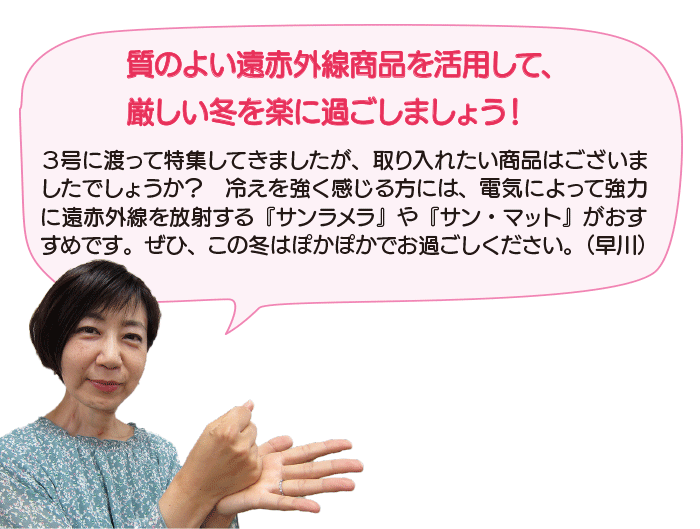 質のよい遠赤外線商品を活用して、
厳しい冬を楽に過ごしましょう！
３号に渡って特集してきましたが、取り入れたい商品はございま
したでしょうか？　冷えを強く感じる方には、電気によって強力
に遠赤外線を放射する『サンラメラ』や『サン・マット』がおす
すめです。ぜひ、この冬はぽかぽかでお過ごしください。（早川）